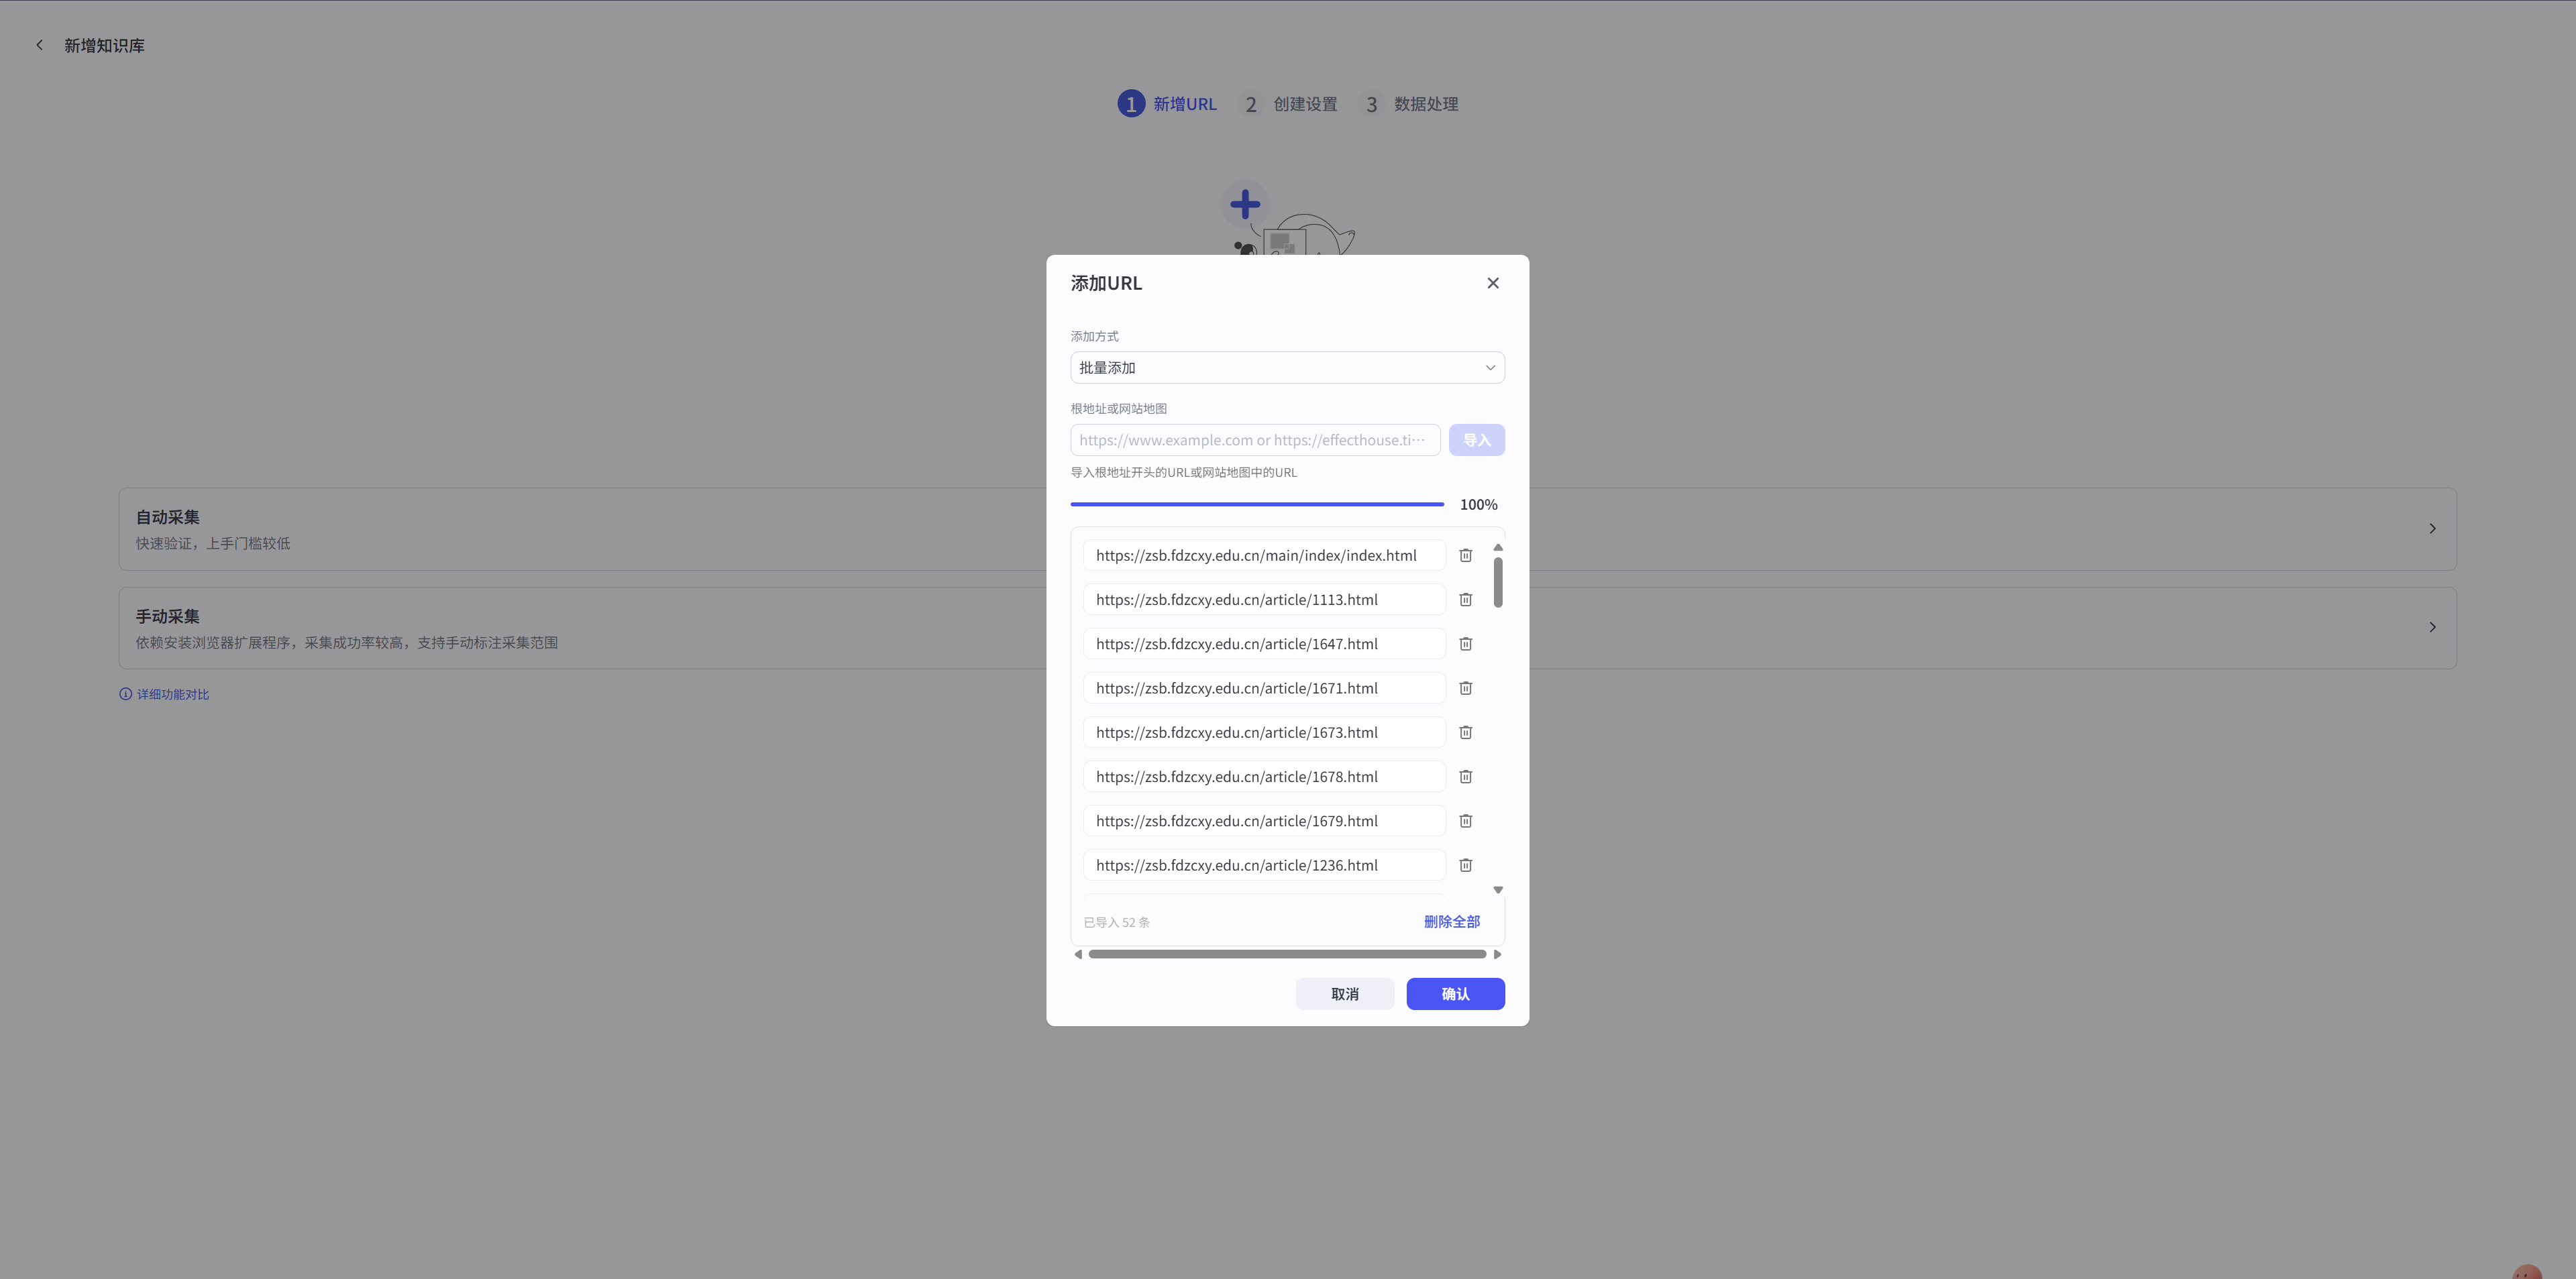 新增知识库
1 新增URL 2 创建设置 3 数据处理
添加URL
添加方式
批量添加
根地址或网站地图
https://www.example.com or https://effecthouse.ti···
导入
导入根地址开头的URL或网站地图中的URL
100%
自动采集
快速验证，上手门槛较低
手动采集
依赖安装浏览器扩展程序，采集成功率较高，支持手动标注采集范围
详细功能对比
https://zsb.fdzcxy.edu.cn/main/index/index.html
https://zsb.fdzcxy.edu.cn/article/1113.html
https://zsb.fdzcxy.edu.cn/article/1647.html
https://zsb.fdzcxy.edu.cn/article/1671.html
https://zsb.fdzcxy.edu.cn/article/1673.html
https://zsb.fdzcxy.edu.cn/article/1678.html
https://zsb.fdzcxy.edu.cn/article/1679.html
https://zsb.fdzcxy.edu.cn/article/1236.html
已导入 52 条
删除全部
取消
确认